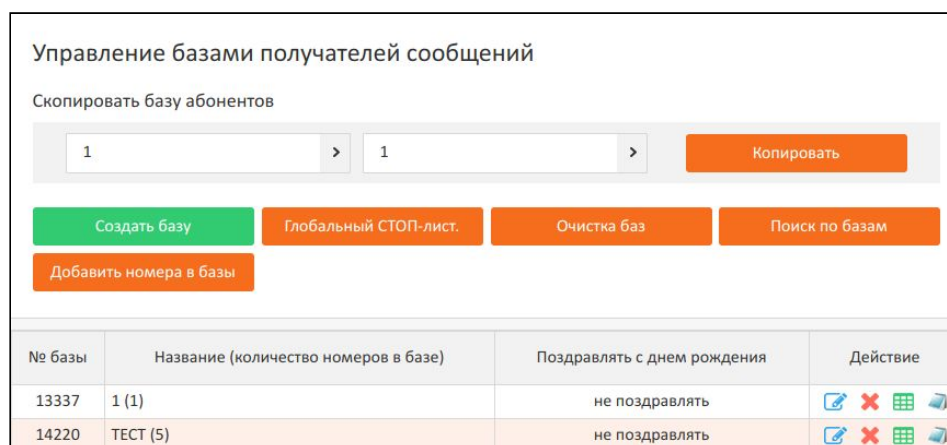 Управление базами получателей сообщений
Скопировать базу абонентов
1 1 Копировать
Создать базу Глобальный СТОП-лист. Очистка баз Поиск по базам
Добавить номера в базы
№ базы Название (количество номеров в базе) Поздравлять с днем рождения Действие
13337 1 (1) не поздравлять
14220 ТЕСТ (5) не поздравлять